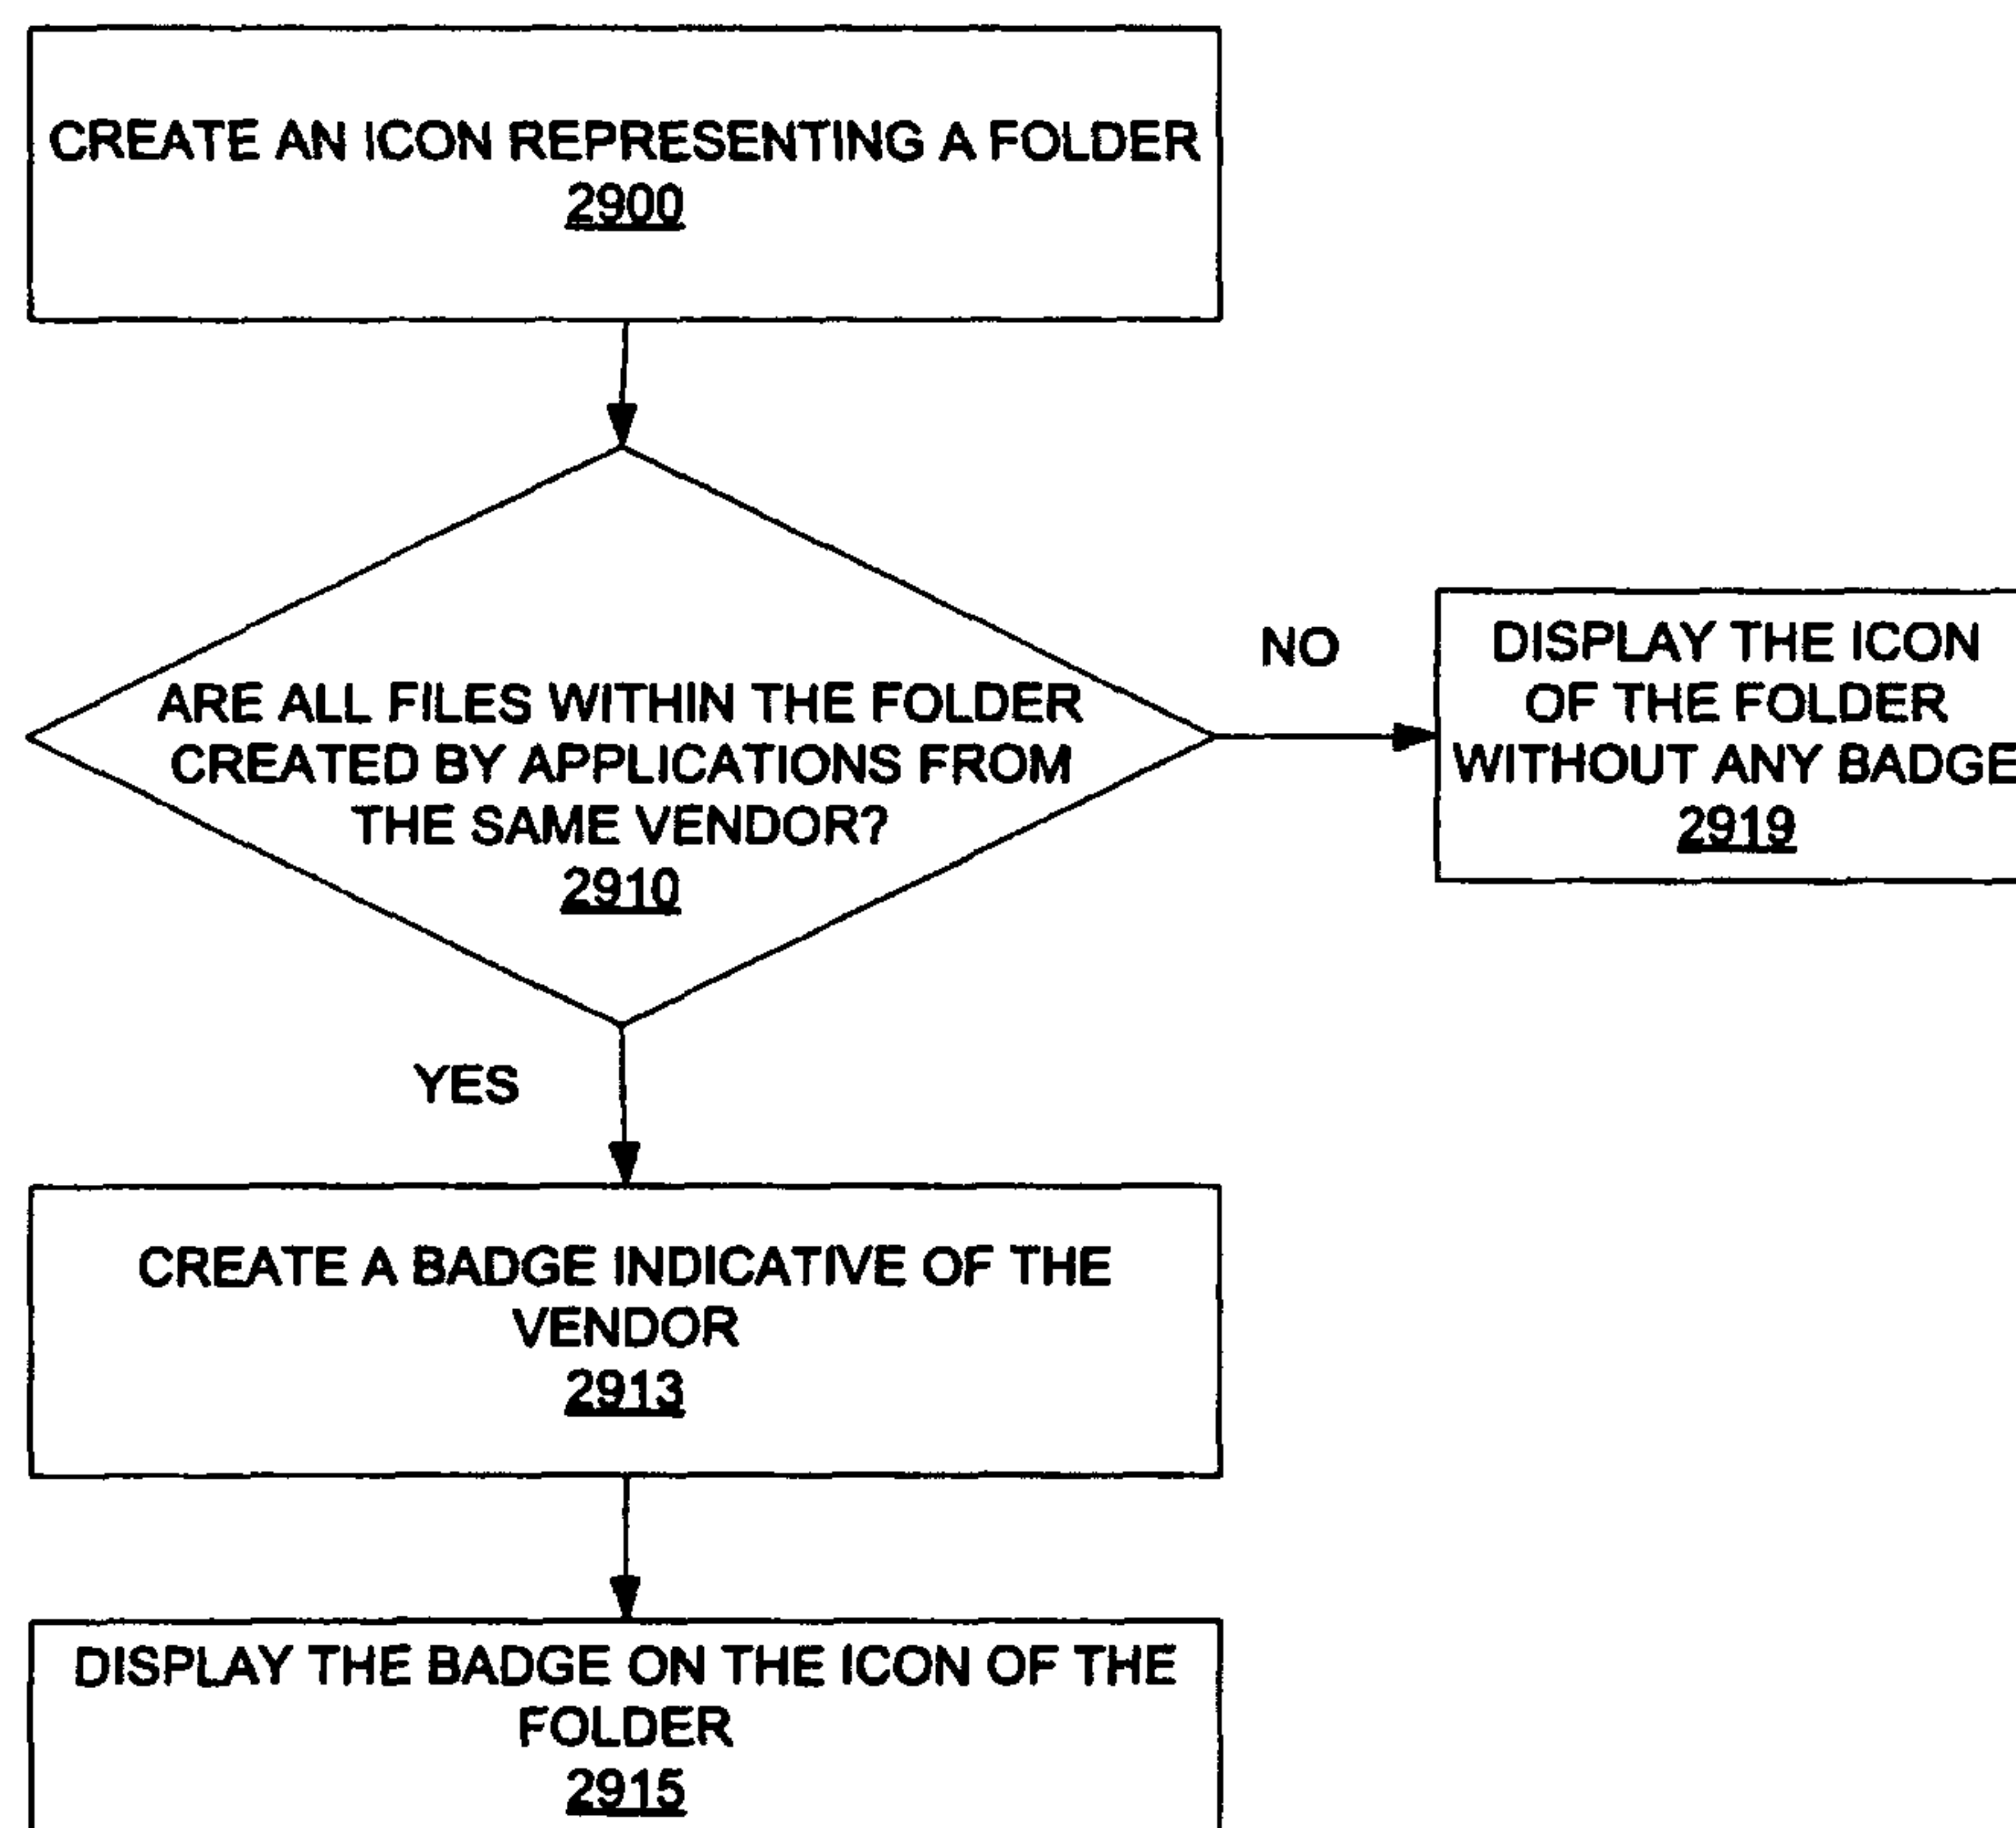 CREATE AN ICON REPRESENTING A FOLDER
2900
ARE ALL FILES WITHIN THE FOLDER
CREATED BY APPLICATIONS FROM
THE SAME VENDOR?
2910
NO
DISPLAY THE ICON
OF THE FOLDER
WITHOUT ANY BADGE
2919
YES
CREATE A BADGE INDICATIVE OF THE
VENDOR
2913
DISPLAY THE BADGE ON THE ICON OF THE
FOLDER
2915